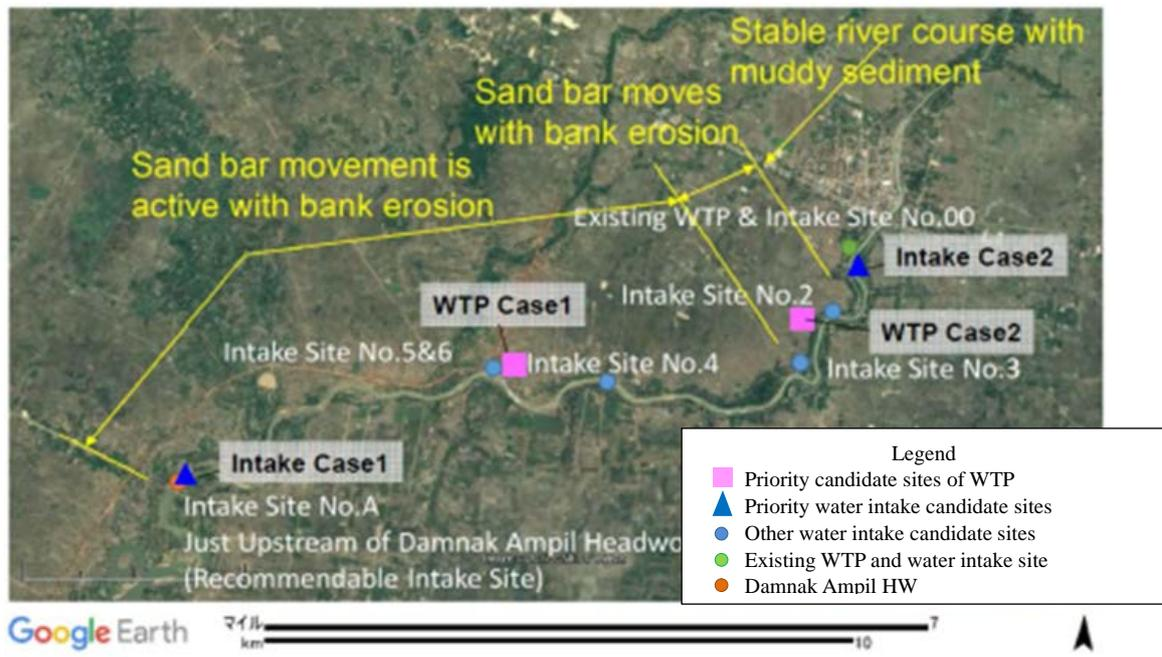 Stable river course with
muddy sediment
Sand bar moves
with bank erosion
Sand bar movement is
active with bank erosion
Existing WTP & Intake Site No.00
Intake Case2
Intake Site No.2
WTP Case1
WTP Case2
Intake Site No.5&6
Intake Site No.4
Intake Site No.3
Intake Case1
Intake Site No.A
Just Upstream of Damnak Ampil Headwo
(Recommendable Intake Site)
Legend
Priority candidate sites of WTP
Priority water intake candidate sites
Other water intake candidate sites
Existing WTP and water intake site
Damnak Ampil HW
Google Earth
マイル 7
km 10